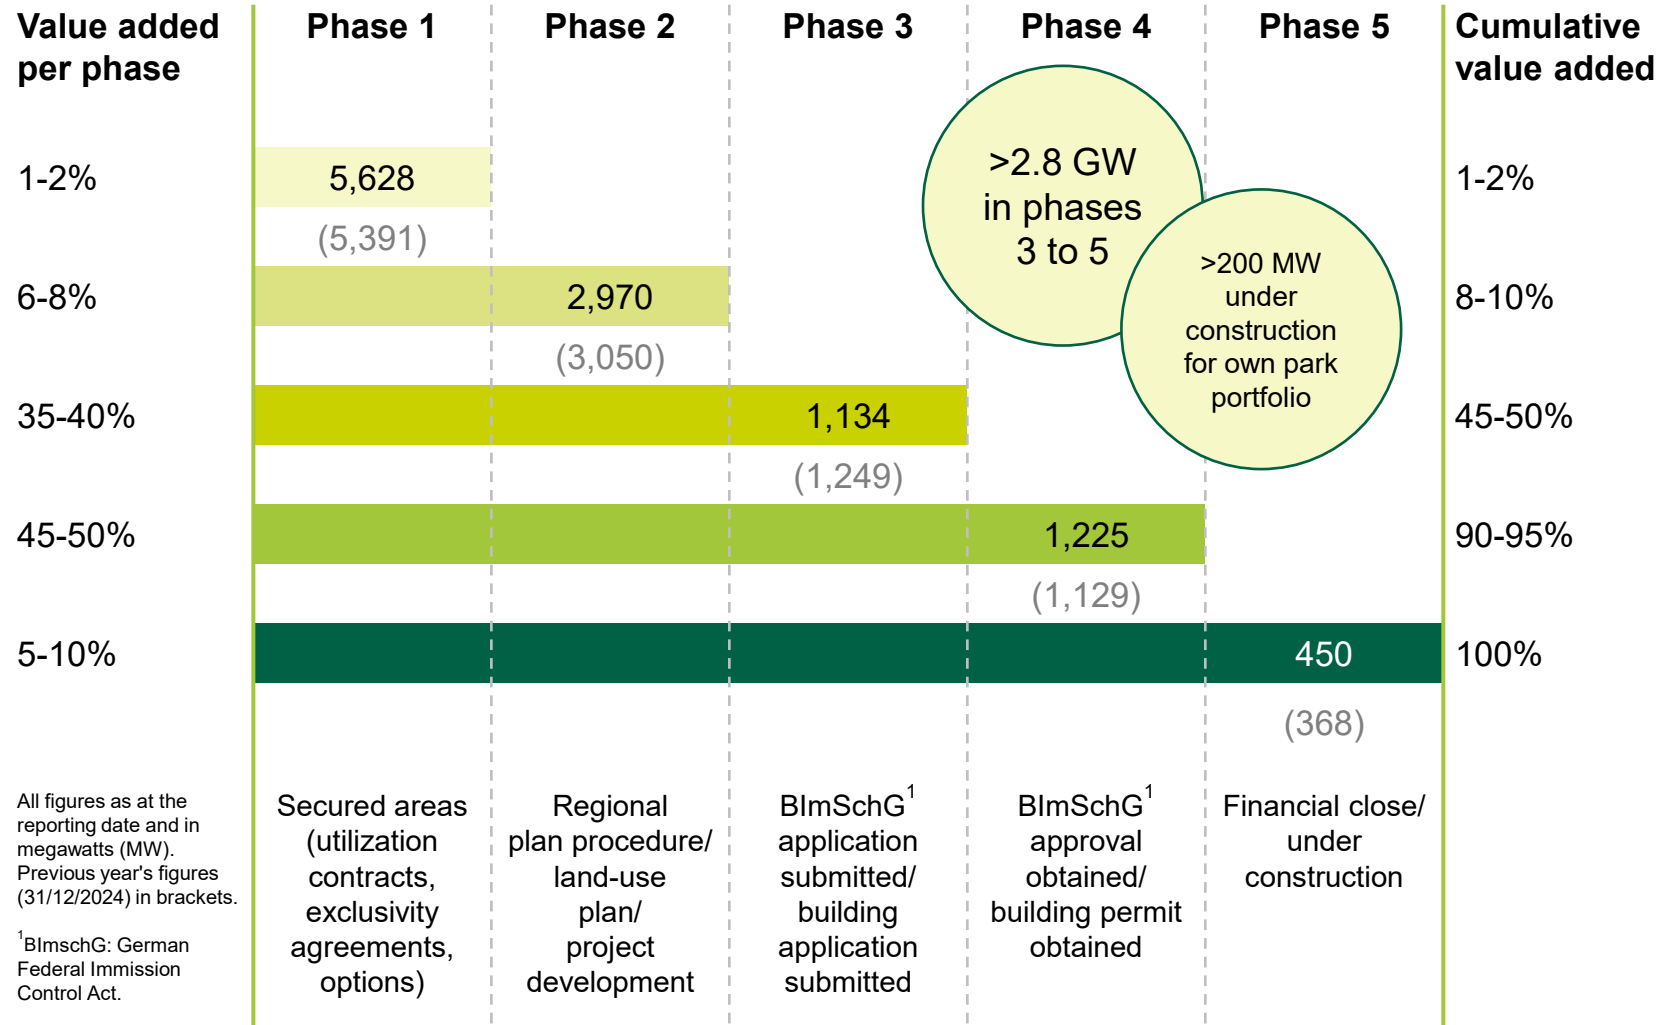 Value added
per phase
Phase 1
Phase 2
Phase 3
Phase 4
Phase 5
Cumulative
value added
1-2%
5,628
1-2%
(5,391)
6-8%
2,970
8-10%
(3,050)
35-40%
1,134
45-50%
(1,249)
45-50%
1,225
90-95%
(1,129)
5-10%
450
100%
(368)
>2.8 GW
in phases
3 to 5
>200 MW
under
construction
for own park
portfolio
All figures as at the
reporting date and in
megawatts (MW).
Previous year's figures
(31/12/2024) in brackets.
1BImschG: German
Federal Immission
Control Act.
Secured areas
(utilization
contracts,
exclusivity
agreements,
options)
Regional
plan procedure/
land-use
plan/
project
development
BImSchG1
application
submitted/
building
application
submitted
BImSchG1
approval
obtained/
building permit
obtained
Financial close/
under
construction